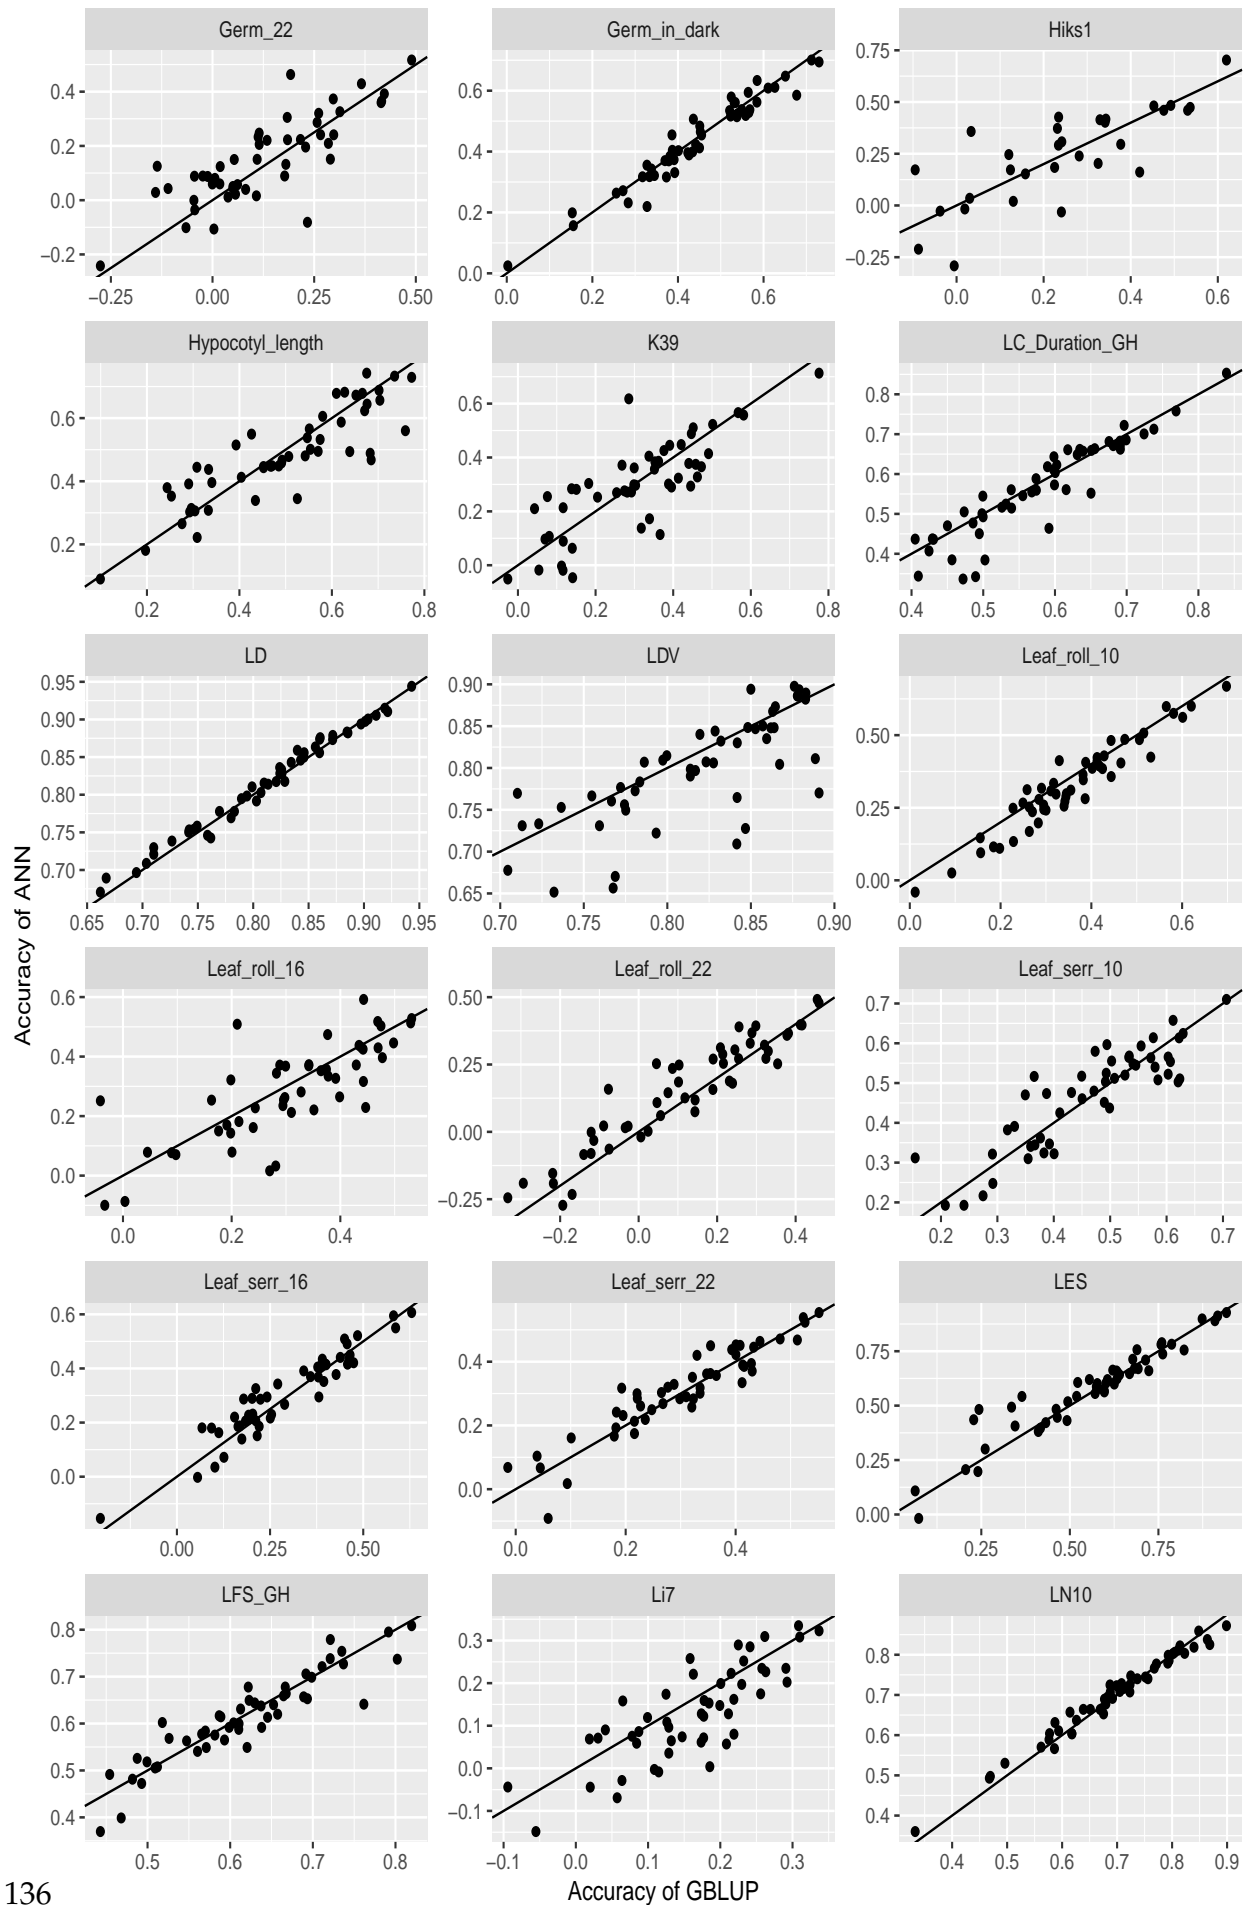 Germ_22 Germ_in_dark Hiks1
0.4 0.2 0.0 −0.2
−0.25 0.00 0.25 0.50
0.6 0.4 0.2 0.0
0.0 0.2 0.4 0.6
0.75 0.50 0.25 0.00 −0.25
0.0 0.2 0.4 0.6
Hypocotyl_length K39 LC_Duration_GH
0.6 0.4 0.2
0.2 0.4 0.6 0.8
0.6 0.4 0.2 0.0
0.0 0.2 0.4 0.6 0.8
0.8 0.7 0.6 0.5 0.4
0.4 0.5 0.6 0.7 0.8
LD LDV Leaf_roll_10
0.95 0.90 0.85 0.80 0.75 0.70
0.65 0.70 0.75 0.80 0.85 0.90 0.95
0.90 0.85 0.80 0.75 0.70 0.65
0.70 0.75 0.80 0.85 0.90
0.50 0.25 0.00
0.0 0.2 0.4 0.6
Accuracy of ANN
Leaf_roll_16 Leaf_roll_22 Leaf_serr_10
0.6 0.4 0.2 0.0
0.0 0.2 0.4
0.50 0.25 0.00 −0.25
−0.2 0.0 0.2 0.4
0.7 0.6 0.5 0.4 0.3 0.2
0.2 0.3 0.4 0.5 0.6 0.7
Leaf_serr_16 Leaf_serr_22 LES
0.6 0.4 0.2 0.0
0.00 0.25 0.50
0.4 0.2 0.0
0.0 0.2 0.4
0.75 0.50 0.25 0.00
0.25 0.50 0.75
LFS_GH Li7 LN10
0.8 0.7 0.6 0.5 0.4
0.5 0.6 0.7 0.8
0.3 0.2 0.1 0.0 −0.1
−0.1 0.0 0.1 0.2 0.3
0.8 0.7 0.6 0.5 0.4
0.4 0.5 0.6 0.7 0.8 0.9
Accuracy of GBLUP
136